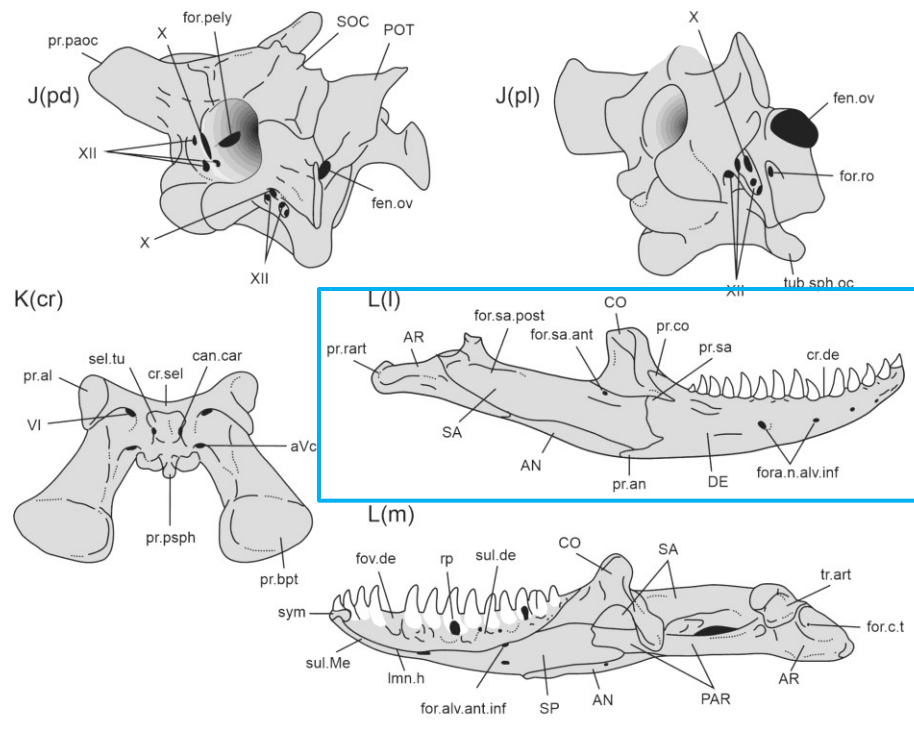 for.pely
X
SOC
POT
pr.paoc
J(pd)
XII
fen.ov
X
XII
X
J(pl)
fen.ov
for.ro
tub.sph.oc
XII
K(cr)
sel.tu
can.car
cr.sel
pr.al
VI
aVc
pr.psph
pr.bpt
L(l)
CO
for.sa.post
for.sa.ant
AR
pr.co
pr.rart
pr.sa
cr.de
SA
AN
pr.an
DE
fora.n.alv.inf
L(m)
CO
SA
fov.de
rp
sul.de
tr.art
sym
for.c.t
sul.Me
lmn.h
for.alv.ant.inf
SP
AN
PAR
AR